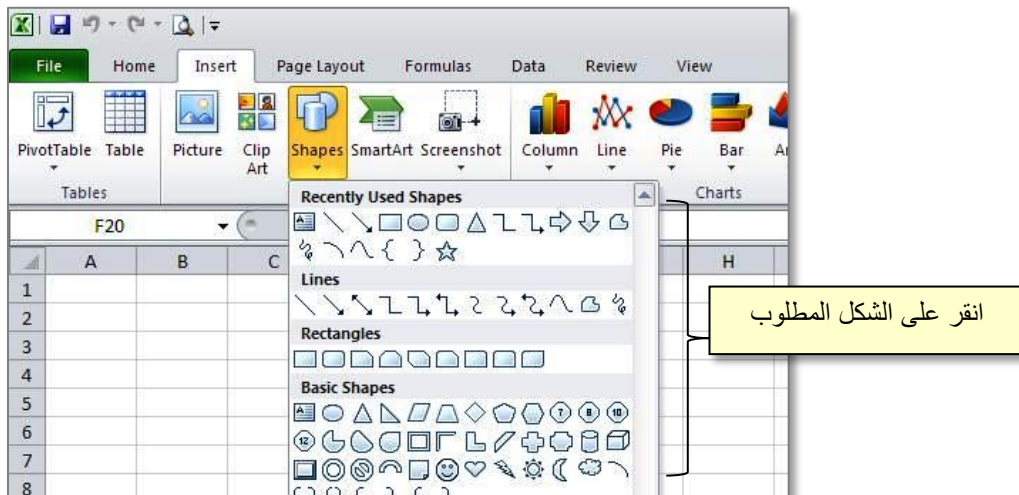 File Home Insert Page Layout Formulas Data Review View
PivotTable Table Picture Clip Art Shapes SmartArt Screenshot Column Line Pie Bar
Tables Charts
Recently Used Shapes
F20
A B C H
Lines
1
2
Rectangles
3
4
Basic Shapes
5
6
7
8
انقر على الشكل المطلوب